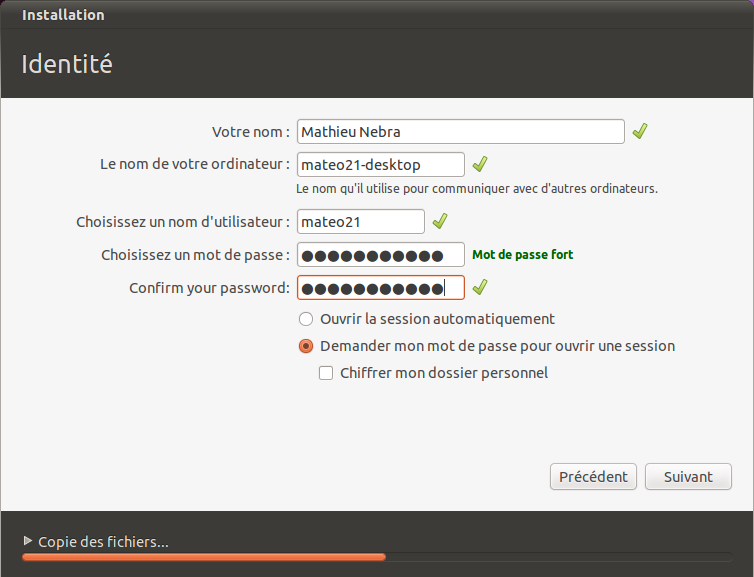 Installation
Identité
Votre nom : Mathieu Nebra
Le nom de votre ordinateur : mateo21-desktop
Le nom qu'il utilise pour communiquer avec d'autres ordinateurs.
Choisissez un nom d'utilisateur : mateo21
Choisissez un mot de passe : ●●●●●●●●●●● Mot de passe fort
Confirm your password: ●●●●●●●●●●●
Ouvrir la session automatiquement
Demander mon mot de passe pour ouvrir une session
Chiffrer mon dossier personnel
Précédent Suivant
Copie des fichiers...